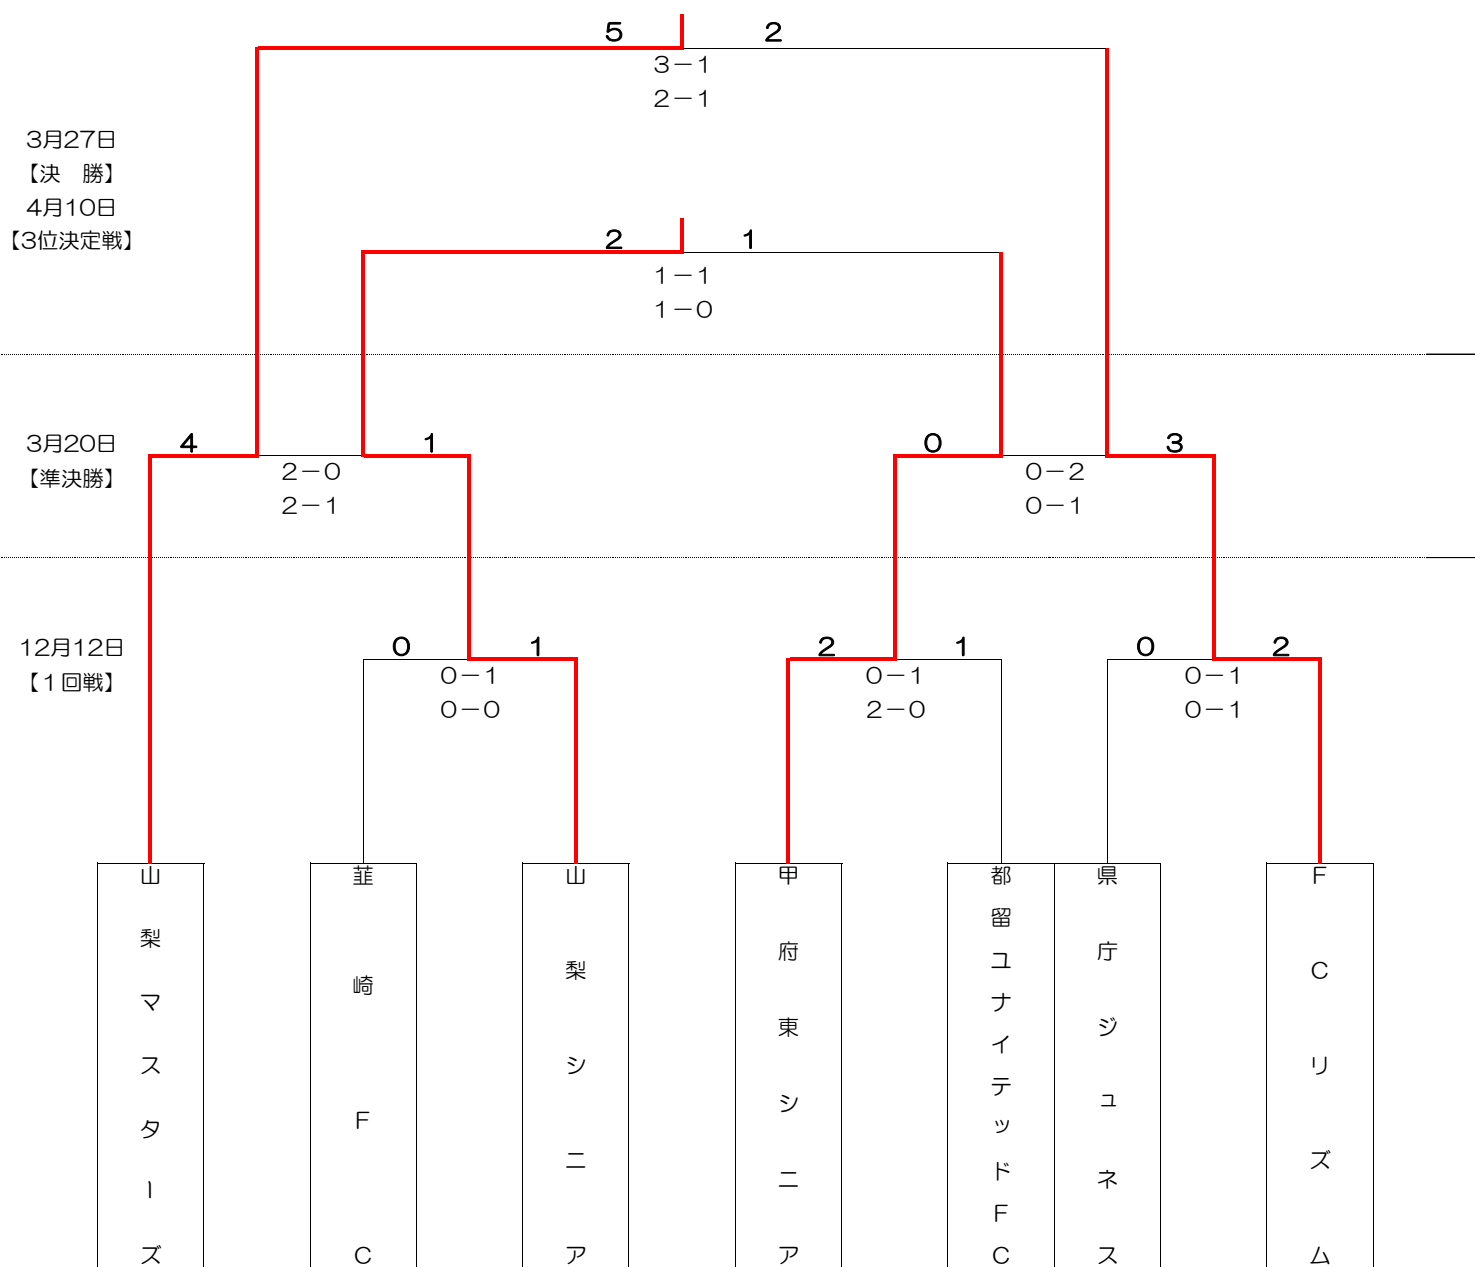 5 2
3－1
2－1
3月27日
【決　勝】
4月10日
【3位決定戦】
2 1
1－1
1－0
3月20日
【準決勝】
4 1 0 3
2－0 0－2
2－1 0－1
12月12日
【1回戦】
0 1 2 1 0 2
0－1 0－1 0－1
0－0 2－0 0－1
山梨マスターズ
韮崎FC
山梨シニア
甲府東シニア
都留ユナイテッドFC
県庁ジュネス
FCリズム